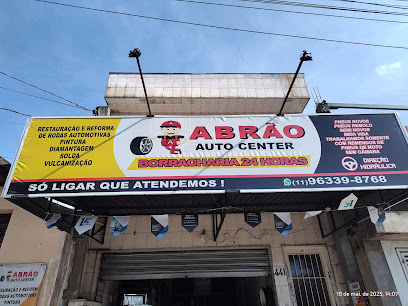 RESTAURAÇÃO E REFORMA
DE RODAS AUTOMOTIVAS
PINTURA
DIAMANTAGEM
SOLDA
VULCANIZAÇÃO
ABRÃO
AUTO CENTER
BORRACHARIA 24 HORAS
PNEUS NOVOS
PNEUS REMOLD
SEMI NOVOS
MEIA VIDA
TRABALHAMOS SOMENTE
COM REMENDOS DE
PNEUS DE MOTO
SEM CÂMARA
DIREÇÃO
HIDRÁULICA
SÓ LIGAR QUE ATENDEMOS !
(11) 96339-8768
ABRÃO
441
18 de mai. de 2025, 14:07